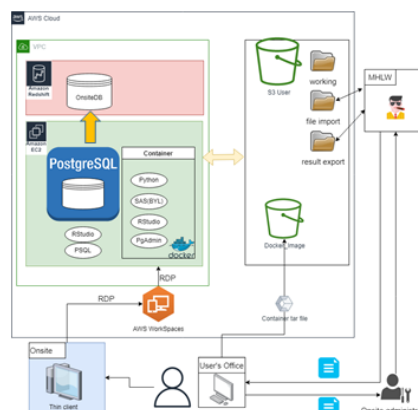 AWS Cloud
VPC
Amazon
Redshift
OnsiteDB
Amazon
EC2
PostgreSQL
RStudio
PSQL
Container
Python
SAS(BYL)
RStudio
PgAdmin
docker
S3 User
working
file import
result export
MHLW
Docker_Image
RDP
RDP
AWS WorkSpaces
Container tar file
Onsite
Thin client
User's Office